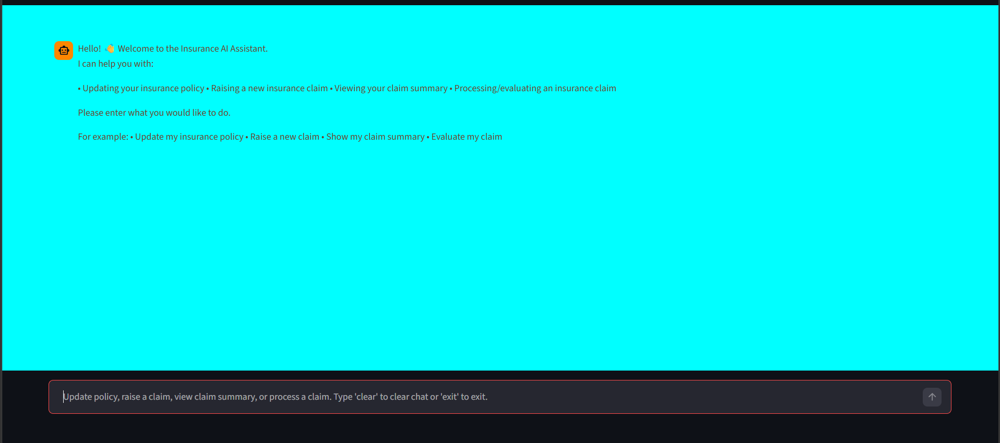 Hello! 👋 Welcome to the Insurance AI Assistant.
I can help you with:
• Updating your insurance policy • Raising a new insurance claim • Viewing your claim summary • Processing/evaluating an insurance claim
Please enter what you would like to do.
For example: • Update my insurance policy • Raise a new claim • Show my claim summary • Evaluate my claim
Update policy, raise a claim, view claim summary, or process a claim. Type 'clear' to clear chat or 'exit' to exit.